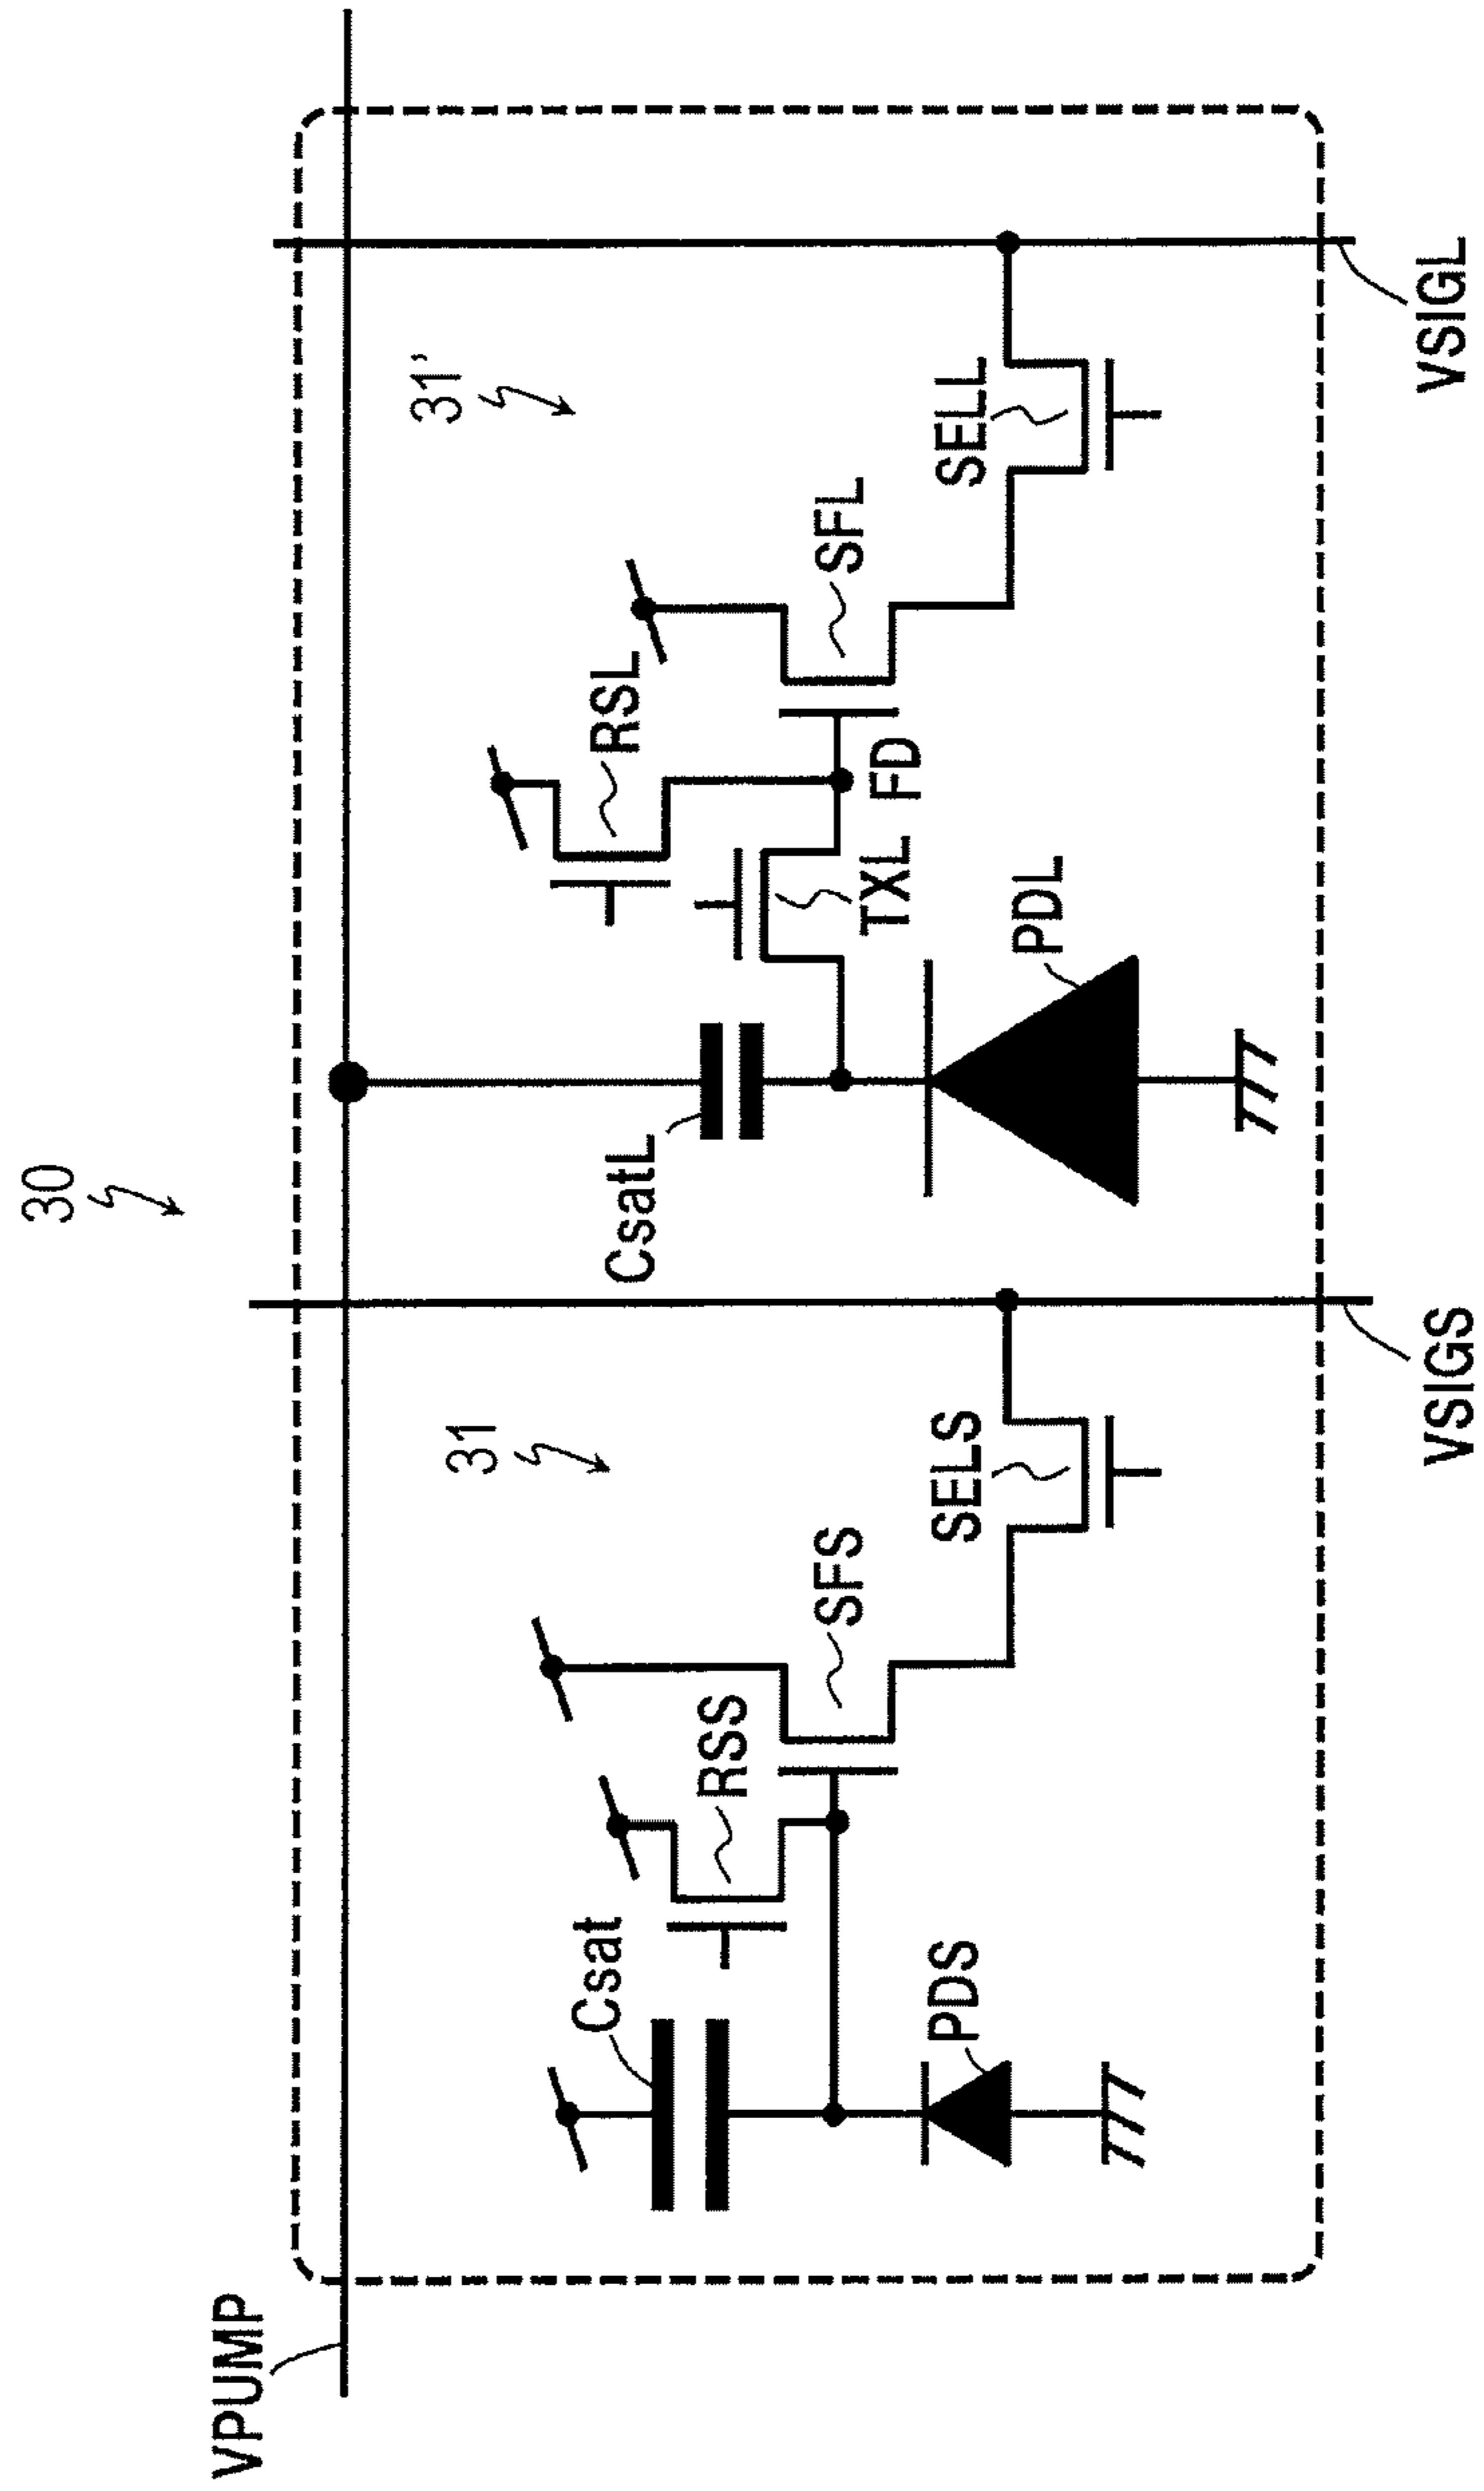 30
VPUMP
31
31'
Csat
RSS
SFS
SELS
PDS
CsatL
RSL
SFL
TXL
FD
SELL
PDL
VSIGS
VSIGL